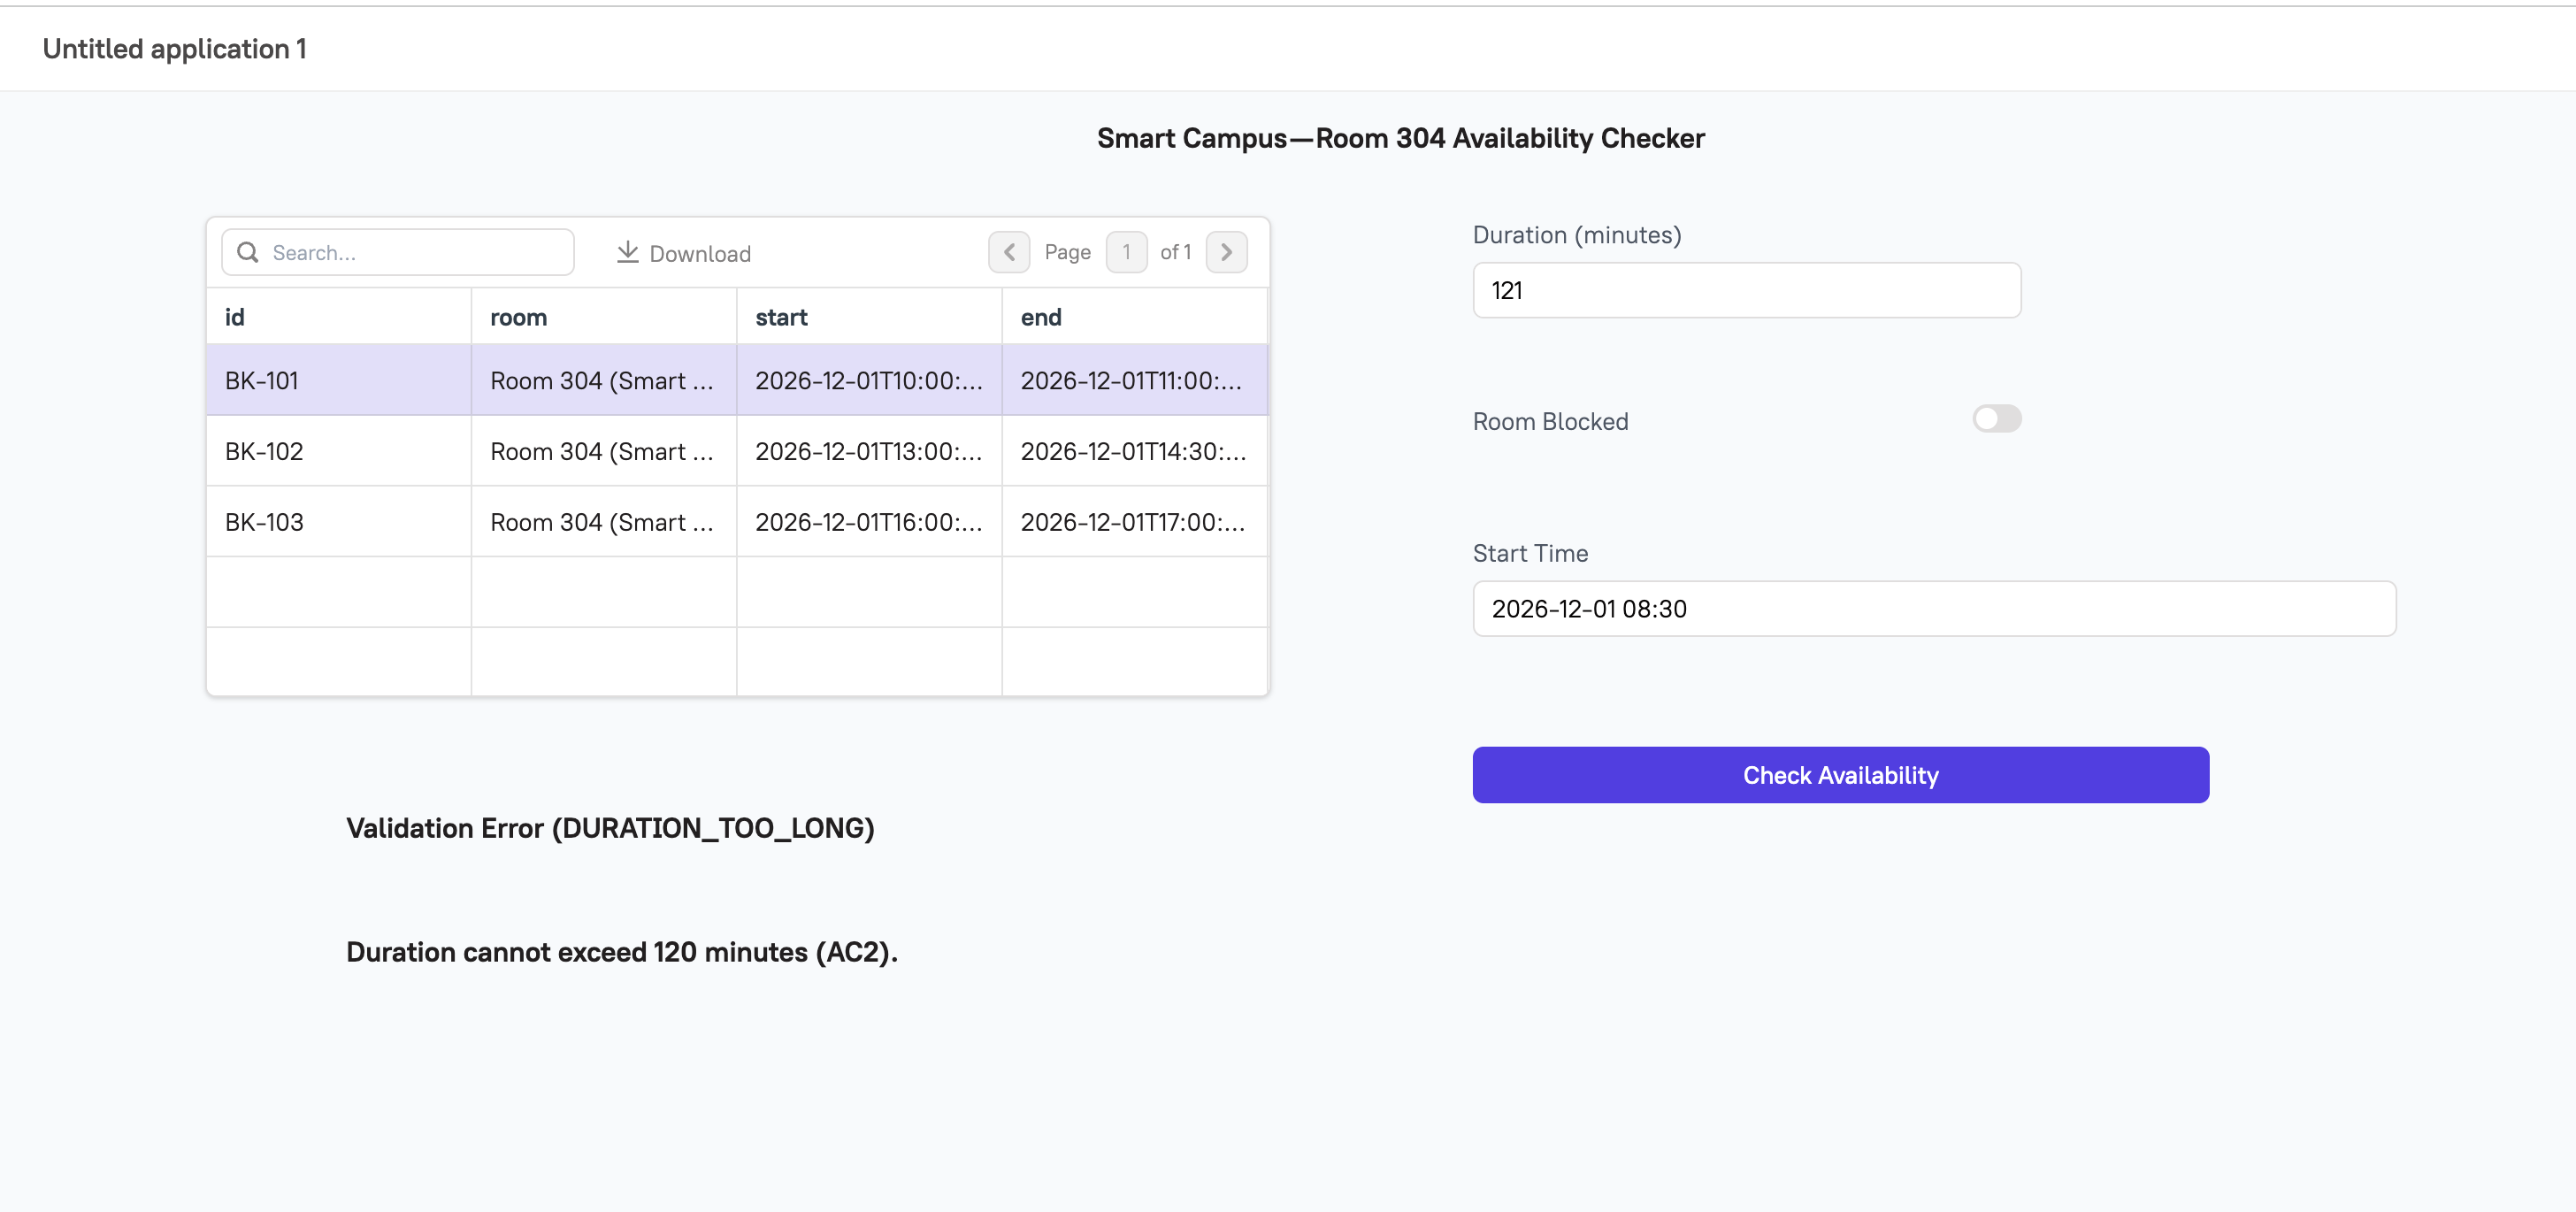 Untitled application 1
Smart Campus—Room 304 Availability Checker
Search...
Download
Page 1 of 1
id room start end
BK-101 Room 304 (Smart ... 2026-12-01T10:00:... 2026-12-01T11:00:...
BK-102 Room 304 (Smart ... 2026-12-01T13:00:... 2026-12-01T14:30:...
BK-103 Room 304 (Smart ... 2026-12-01T16:00:... 2026-12-01T17:00:...
Duration (minutes)
121
Room Blocked
Start Time
2026-12-01 08:30
Check Availability
Validation Error (DURATION_TOO_LONG)
Duration cannot exceed 120 minutes (AC2).